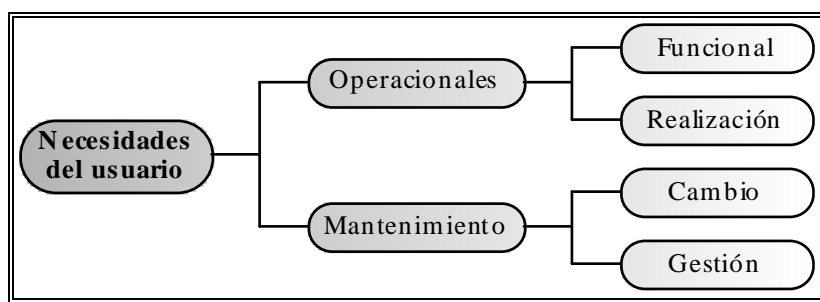 Necesidades
del usuario
Operacionales
Funcional
Realización
Mantenimiento
Cambio
Gestión